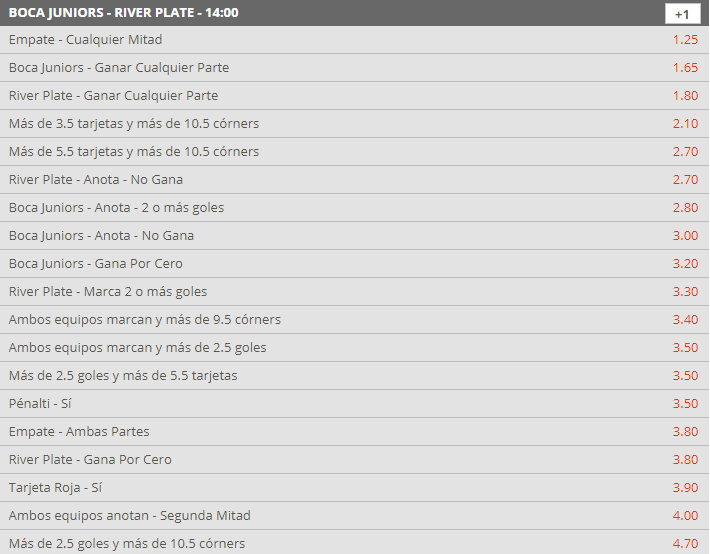 BOCA JUNIORS - RIVER PLATE - 14:00 +1
Empate - Cualquier Mitad 1.25
Boca Juniors - Ganar Cualquier Parte 1.65
River Plate - Ganar Cualquier Parte 1.80
Más de 3.5 tarjetas y más de 10.5 córners 2.10
Más de 5.5 tarjetas y más de 10.5 córners 2.70
River Plate - Anota - No Gana 2.70
Boca Juniors - Anota - 2 o más goles 2.80
Boca Juniors - Anota - No Gana 3.00
Boca Juniors - Gana Por Cero 3.20
River Plate - Marca 2 o más goles 3.30
Ambos equipos marcan y más de 9.5 córners 3.40
Ambos equipos marcan y más de 2.5 goles 3.50
Más de 2.5 goles y más de 5.5 tarjetas 3.50
Pénalti - Sí 3.50
Empate - Ambas Partes 3.80
River Plate - Gana Por Cero 3.80
Tarjeta Roja - Sí 3.90
Ambos equipos anotan - Segunda Mitad 4.00
Más de 2.5 goles y más de 10.5 córners 4.70